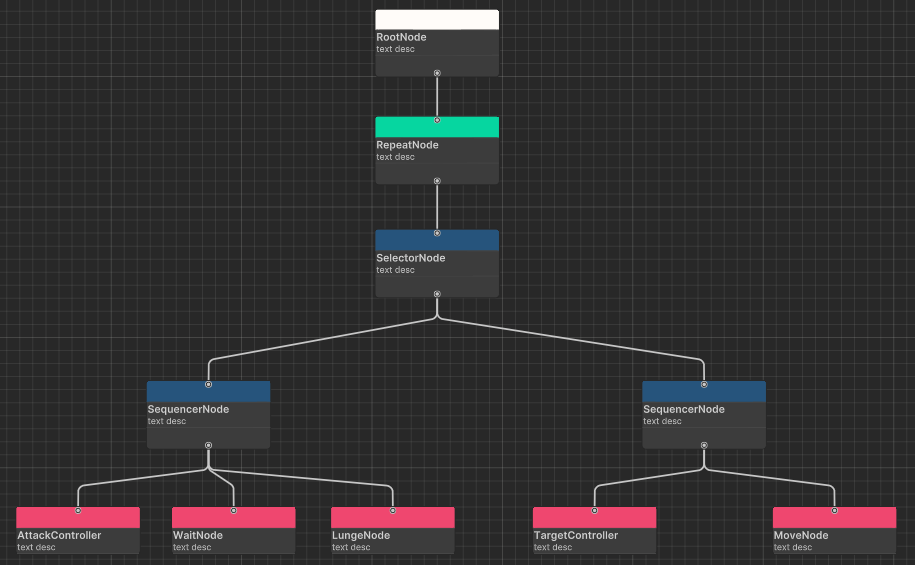 RootNode
text desc
RepeatNode
text desc
SelectorNode
text desc
SequencerNode
text desc
SequencerNode
text desc
AttackController
text desc
WaitNode
text desc
LungeNode
text desc
TargetController
text desc
MoveNode
text desc